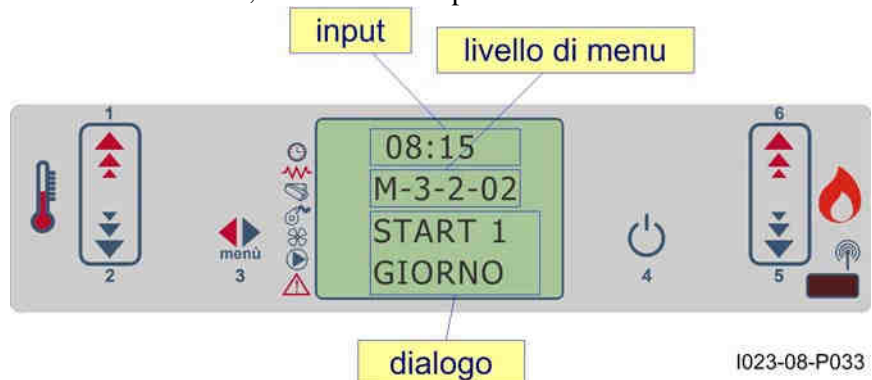 input
livello di menu
1
6
08:15
M-3-2-02
START 1
GIORNO
menù
2
3
4
5
dialogo
I023-08-P033